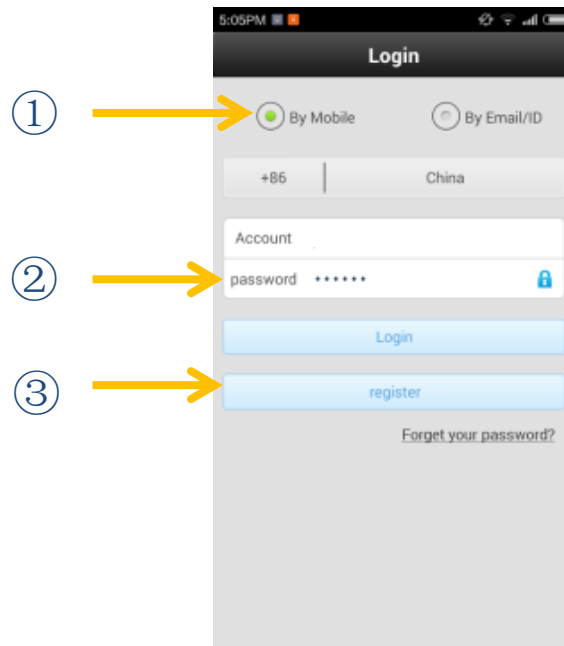 5:05PM
Login
① By Mobile By Email/ID
+86 China
Account
② password ······
Login
③ register
Forget your password?